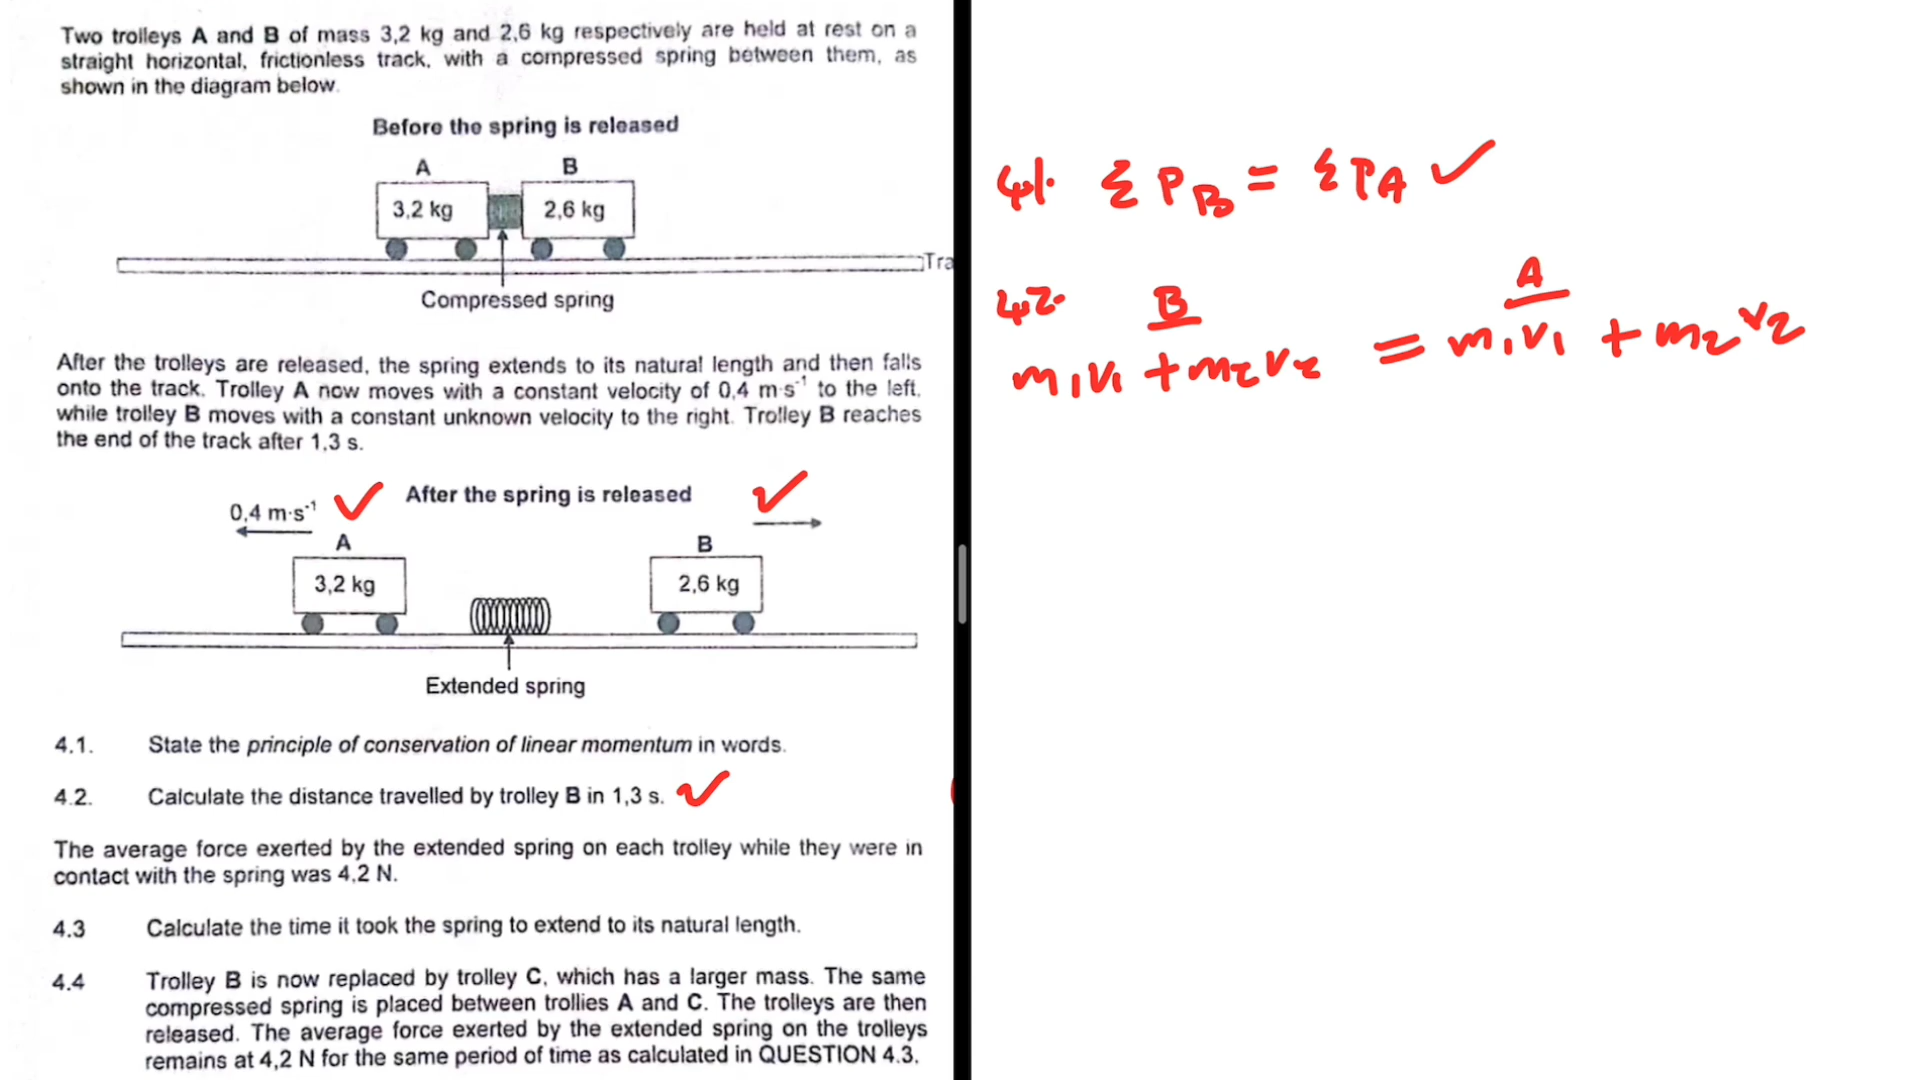 Two trolleys A and B of mass 3,2 kg and 2,6 kg respectively are held at rest on a
straight horizontal, frictionless track, with a compressed spring between them, as
shown in the diagram below.
Before the spring is released
A B
3,2 kg 2,6 kg
Tra
Compressed spring
After the trolleys are released, the spring extends to its natural length and then falls
onto the track. Trolley A now moves with a constant velocity of 0,4 m·s⁻¹ to the left,
while trolley B moves with a constant unknown velocity to the right. Trolley B reaches
the end of the track after 1,3 s.
After the spring is released
0,4 m·s⁻¹
A B
3,2 kg 2,6 kg
Extended spring
4.1. State the principle of conservation of linear momentum in words.
4.2. Calculate the distance travelled by trolley B in 1,3 s.
The average force exerted by the extended spring on each trolley while they were in
contact with the spring was 4,2 N.
4.3 Calculate the time it took the spring to extend to its natural length.
4.4 Trolley B is now replaced by trolley C, which has a larger mass. The same
compressed spring is placed between trollies A and C. The trolleys are then
released. The average force exerted by the extended spring on the trolleys
remains at 4,2 N for the same period of time as calculated in QUESTION 4.3.
4.1. Σ P_B = Σ P_A ✓
4.2. B A
m₁v₁ + m₂v₂ = m₁v₁ + m₂v₂